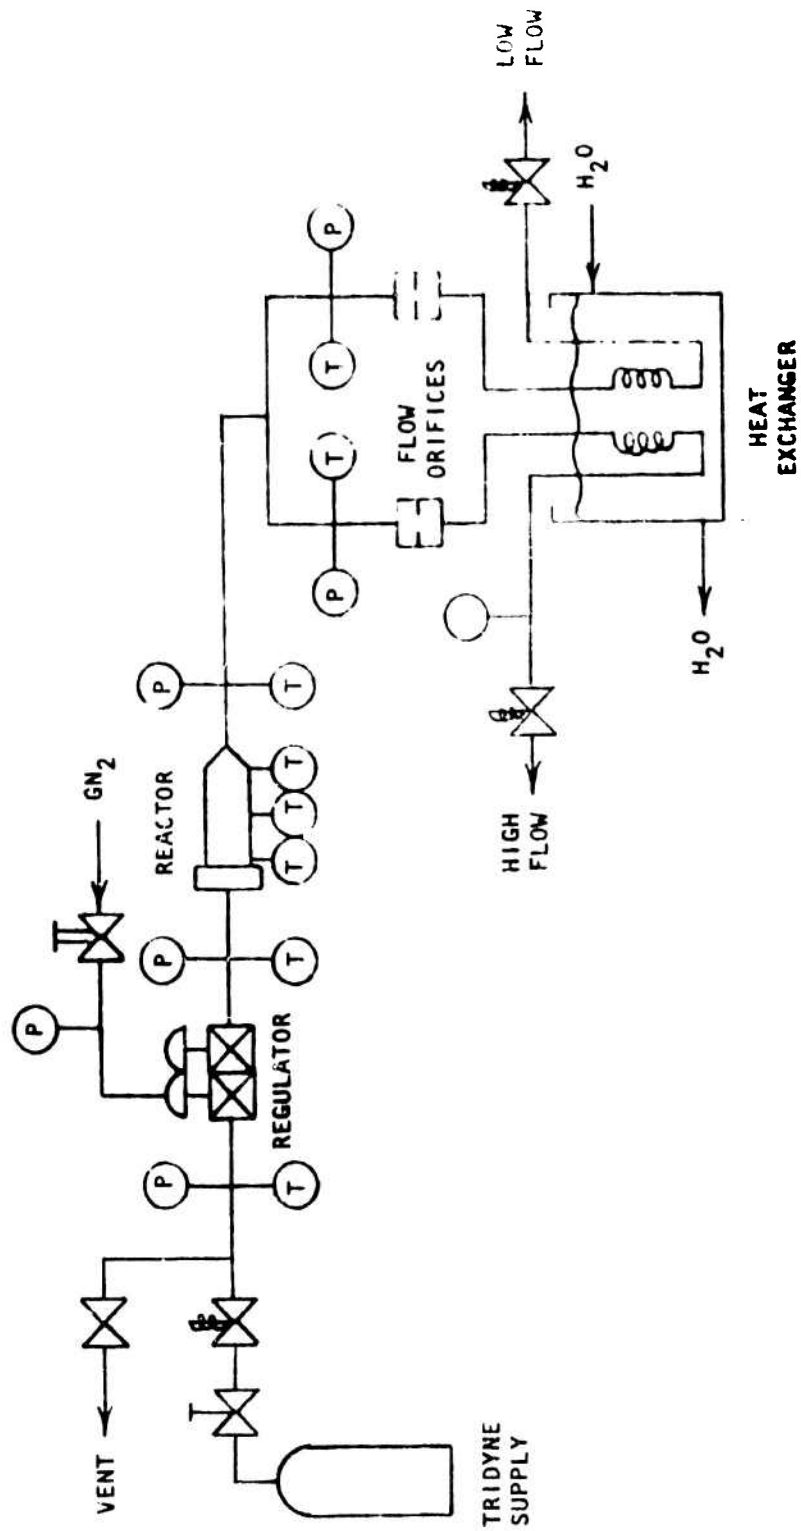 VENT
TRIDYNE
SUPPLY
P
T
REGULATOR
P
GN2
P
T
REACTOR
T
T
T
P
T
P
T
T
P
FLOW
ORIFICES
HIGH
FLOW
LOW
FLOW
H2O
H2O
HEAT
EXCHANGER